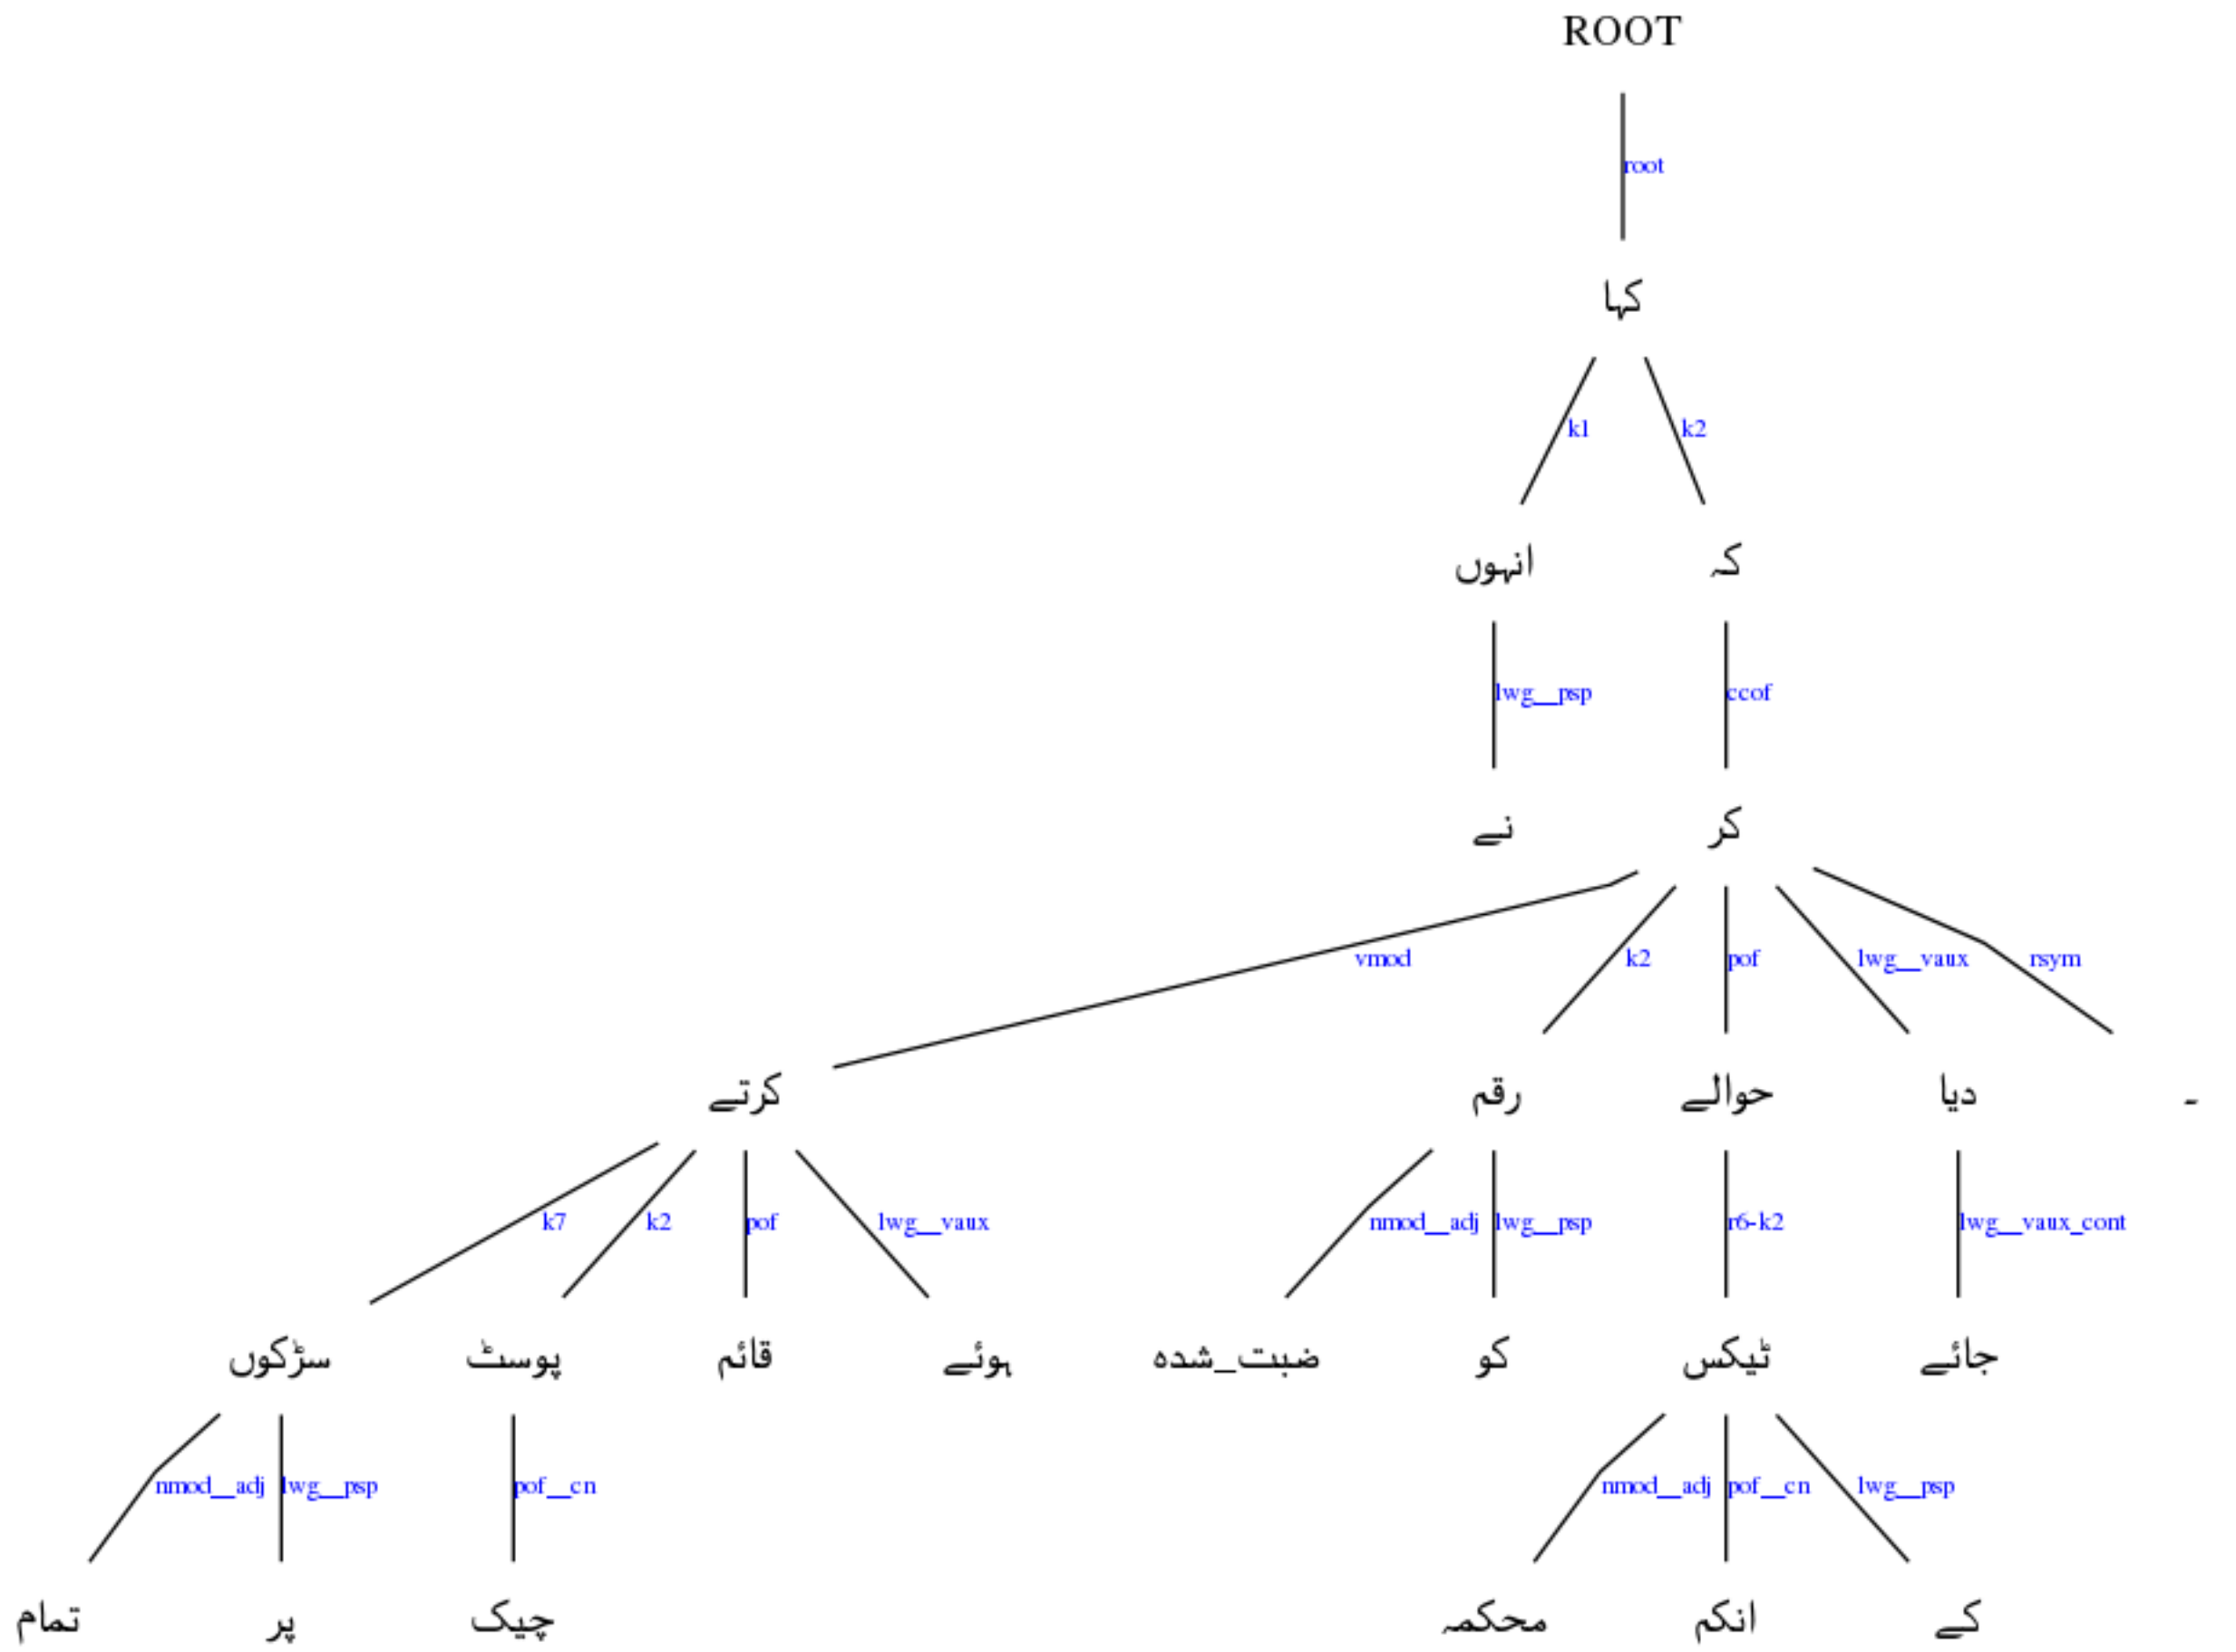 ROOT
root
کہا
k1 k2
انہوں کہ
lwg__psp ccof
نے کر
vmod k2 pof lwg__vaux rsym
کرتے رقم حوالے دیا ۔
k7 k2 pof lwg__vaux nmod__adj lwg__psp r6-k2 lwg__vaux_cont
سڑکوں پوسٹ قائم ہوئے ضبت_شدہ کو ٹیکس جائے
nmod__adj lwg__psp pof__cn nmod__adj pof__cn lwg__psp
تمام پر چیک محکمہ انکم کے